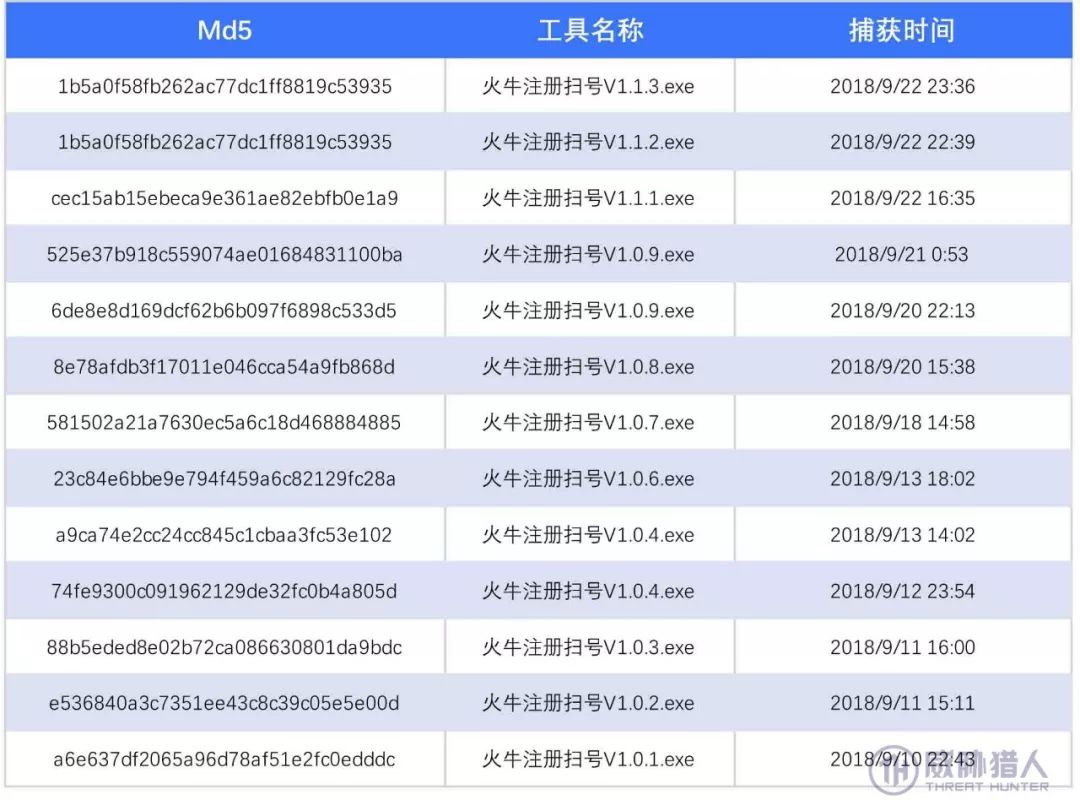 Md5 工具名称 捕获时间
1b5a0f58fb262ac77dc1ff8819c53935 火牛注册扫号V1.1.3.exe 2018/9/22 23:36
1b5a0f58fb262ac77dc1ff8819c53935 火牛注册扫号V1.1.2.exe 2018/9/22 22:39
cec15ab15ebeca9e361ae82ebfb0e1a9 火牛注册扫号V1.1.1.exe 2018/9/22 16:35
525e37b918c559074ae01684831100ba 火牛注册扫号V1.0.9.exe 2018/9/21 0:53
6de8e8d169dcf62b6b097f6898c533d5 火牛注册扫号V1.0.9.exe 2018/9/20 22:13
8e78afdb3f17011e046cca54a9fb868d 火牛注册扫号V1.0.8.exe 2018/9/20 15:38
581502a21a7630ec5a6c18d468884885 火牛注册扫号V1.0.7.exe 2018/9/18 14:58
23c84e6bbe9e794f459a6c82129fc28a 火牛注册扫号V1.0.6.exe 2018/9/13 18:02
a9ca74e2cc24cc845c1cbaa3fc53e102 火牛注册扫号V1.0.4.exe 2018/9/13 14:02
74fe9300c091962129de32fc0b4a805d 火牛注册扫号V1.0.4.exe 2018/9/12 23:54
88b5eded8e02b72ca086630801da9bdc 火牛注册扫号V1.0.3.exe 2018/9/11 16:00
e536840a3c7351ee43c8c39c05e5e00d 火牛注册扫号V1.0.2.exe 2018/9/11 15:11
a6e637df2065a96d78af51e2fc0edddc 火牛注册扫号V1.0.1.exe 2018/9/10 22:43
威脉猎人
THREAT HUNTER